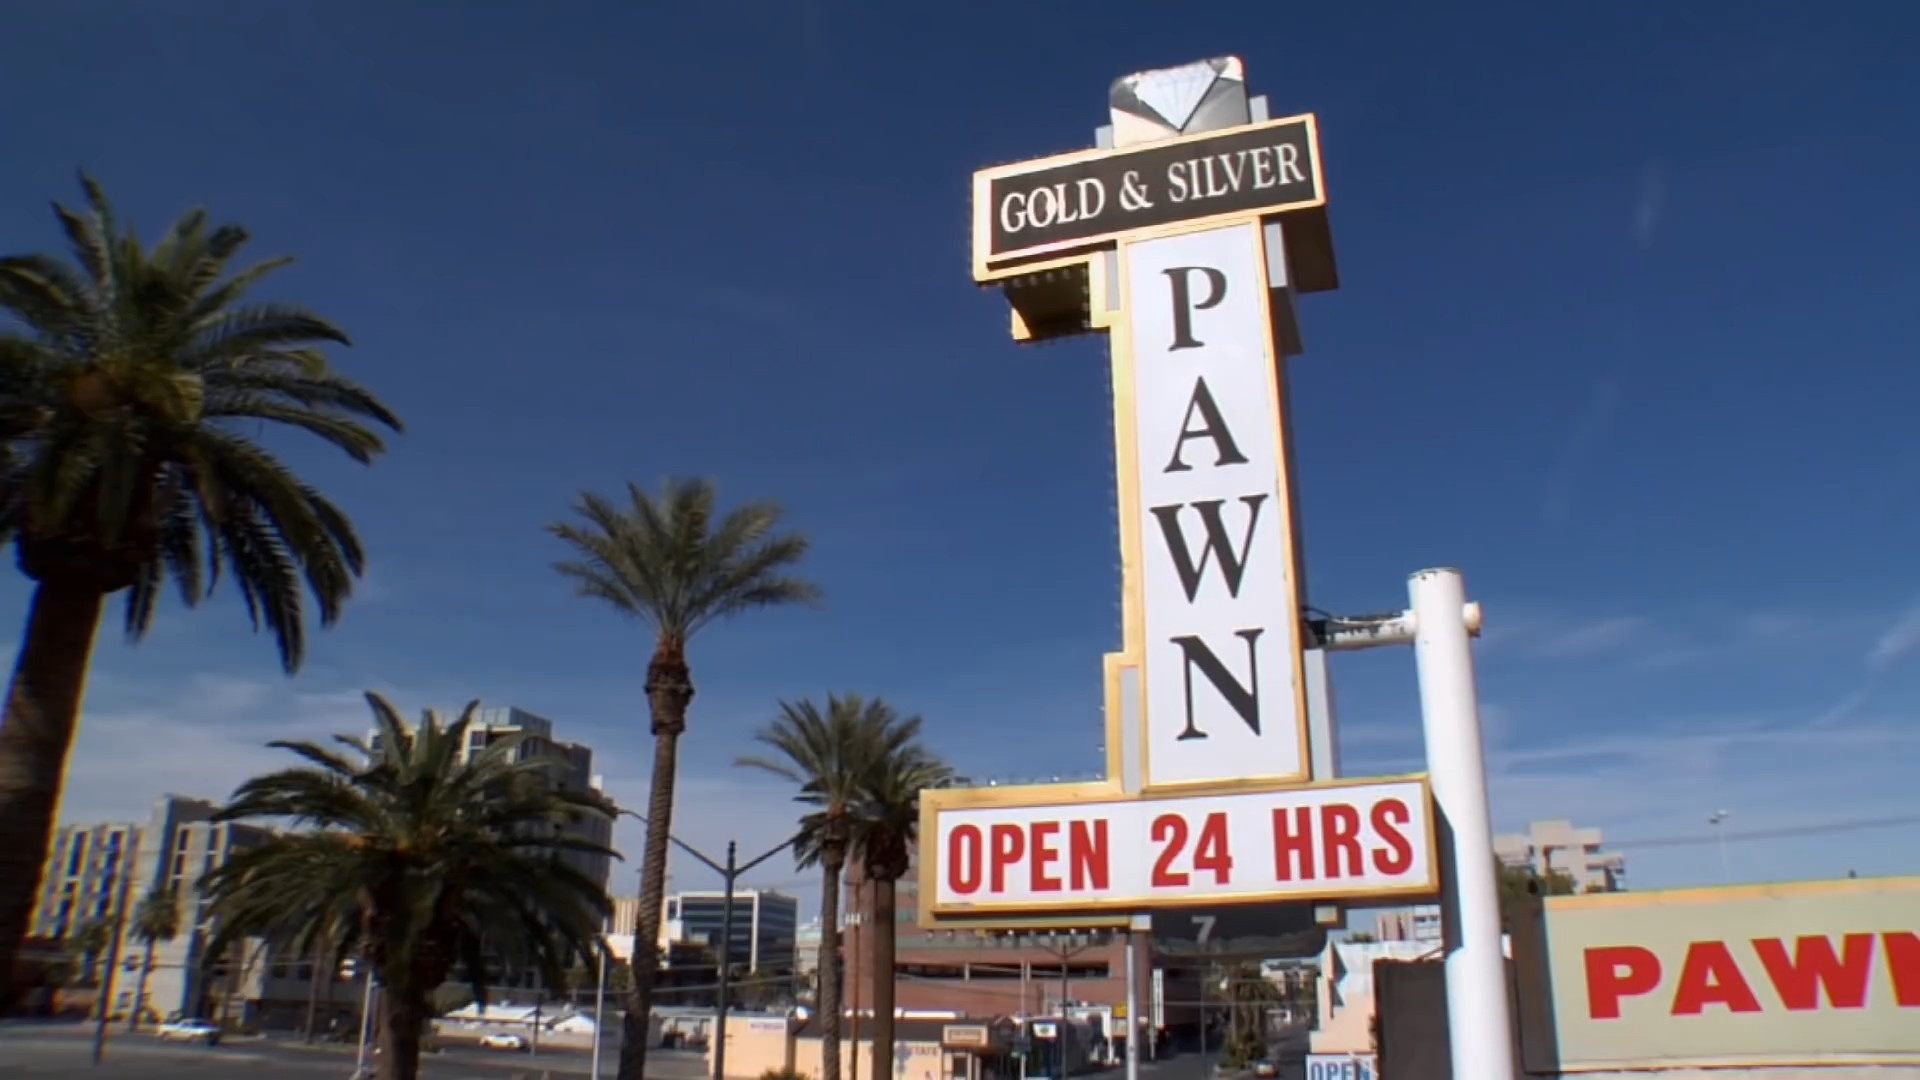 GOLD & SILVER
PAWN
OPEN 24 HRS
7
PAWN
OPEN